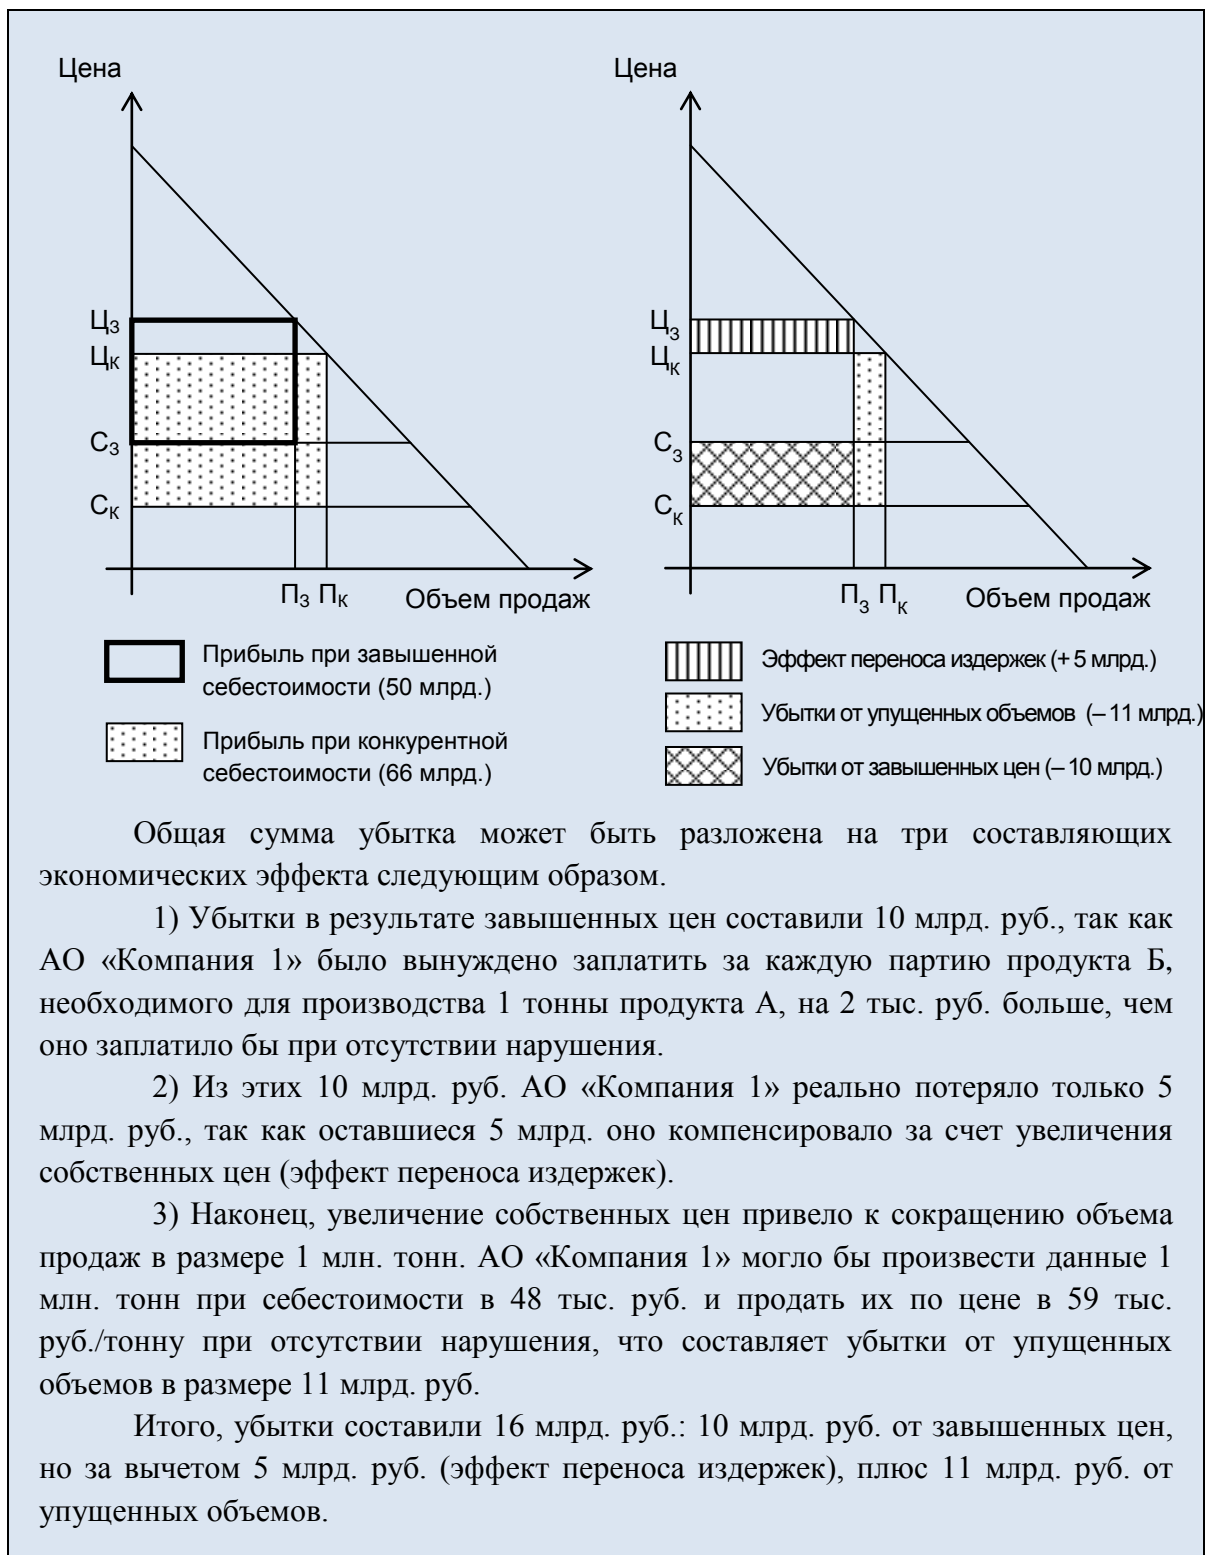 Цена
Цена
Ц3
Цк
С3
Ск
П3 Пк
Объем продаж
Ц3
Цк
С3
Ск
П3 Пк
Объем продаж
Прибыль при завышенной
себестоимости (50 млрд.)
Прибыль при конкурентной
себестоимости (66 млрд.)
Эффект переноса издержек (+ 5 млрд.)
Убытки от упущенных объемов (– 11 млрд.)
Убытки от завышенных цен (– 10 млрд.)
Общая сумма убытка может быть разложена на три составляющих
экономических эффекта следующим образом.
1) Убытки в результате завышенных цен составили 10 млрд. руб., так как
АО «Компания 1» было вынуждено заплатить за каждую партию продукта Б,
необходимого для производства 1 тонны продукта А, на 2 тыс. руб. больше, чем
оно заплатило бы при отсутствии нарушения.
2) Из этих 10 млрд. руб. АО «Компания 1» реально потеряло только 5
млрд. руб., так как оставшиеся 5 млрд. оно компенсировало за счет увеличения
собственных цен (эффект переноса издержек).
3) Наконец, увеличение собственных цен привело к сокращению объема
продаж в размере 1 млн. тонн. АО «Компания 1» могло бы произвести данные 1
млн. тонн при себестоимости в 48 тыс. руб. и продать их по цене в 59 тыс.
руб./тонну при отсутствии нарушения, что составляет убытки от упущенных
объемов в размере 11 млрд. руб.
Итого, убытки составили 16 млрд. руб.: 10 млрд. руб. от завышенных цен,
но за вычетом 5 млрд. руб. (эффект переноса издержек), плюс 11 млрд. руб. от
упущенных объемов.